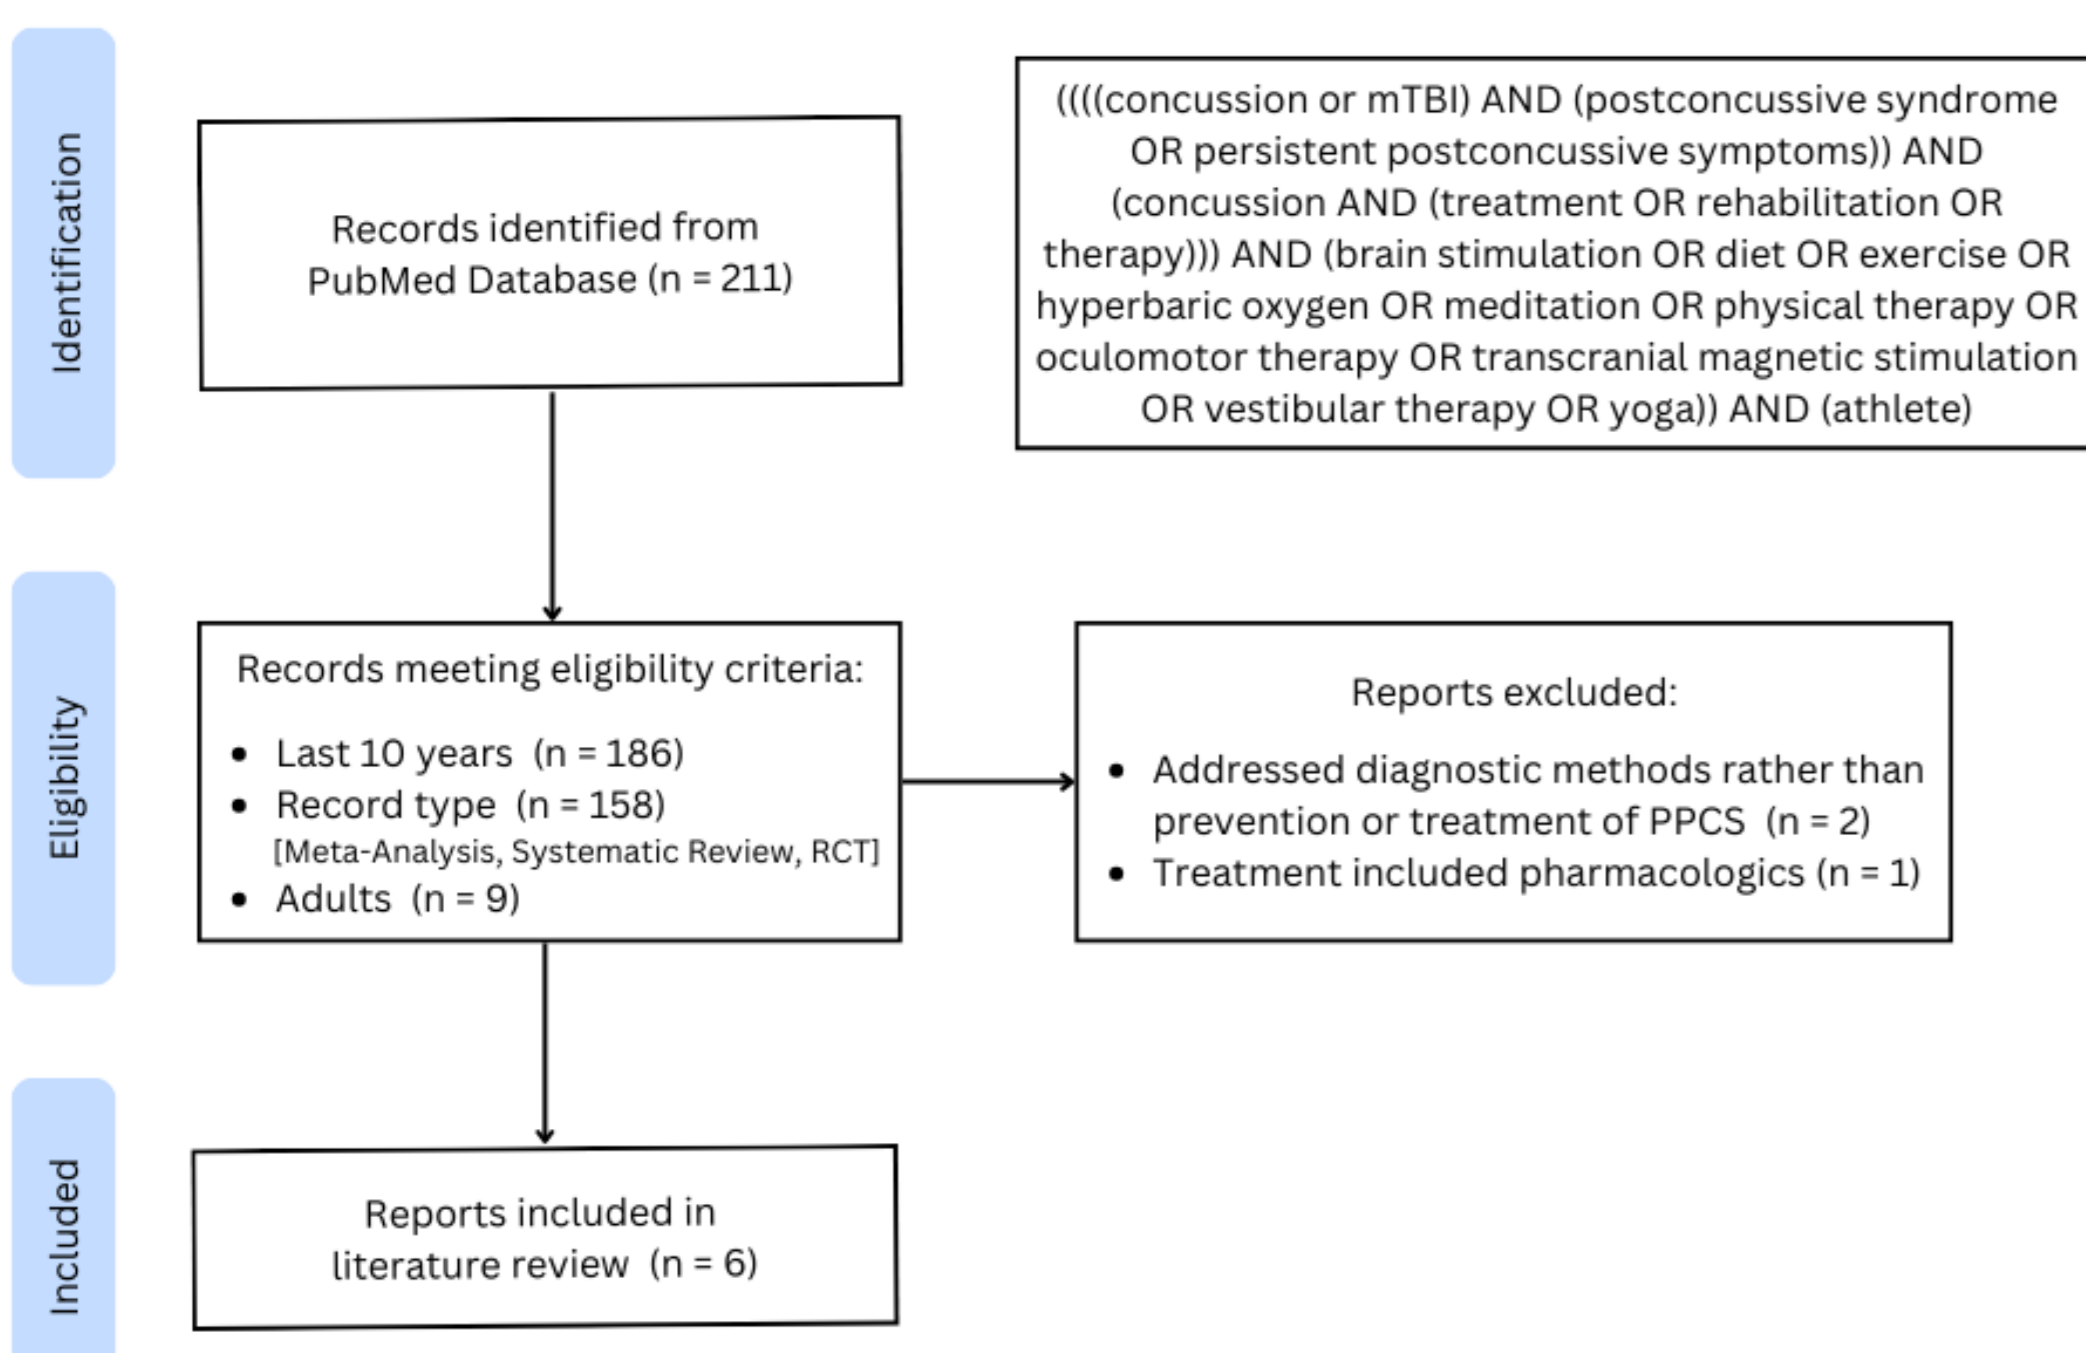 Identification
Records identified from
PubMed Database (n = 211)
((((concussion or mTBI) AND (postconcussive syndrome
OR persistent postconcussive symptoms)) AND
(concussion AND (treatment OR rehabilitation OR
therapy))) AND (brain stimulation OR diet OR exercise OR
hyperbaric oxygen OR meditation OR physical therapy OR
oculomotor therapy OR transcranial magnetic stimulation
OR vestibular therapy OR yoga)) AND (athlete)
Eligibility
Records meeting eligibility criteria:
• Last 10 years (n = 186)
• Record type (n = 158)
[Meta-Analysis, Systematic Review, RCT]
• Adults (n = 9)
Reports excluded:
• Addressed diagnostic methods rather than
prevention or treatment of PPCS (n = 2)
• Treatment included pharmacologics (n = 1)
Included
Reports included in
literature review (n = 6)